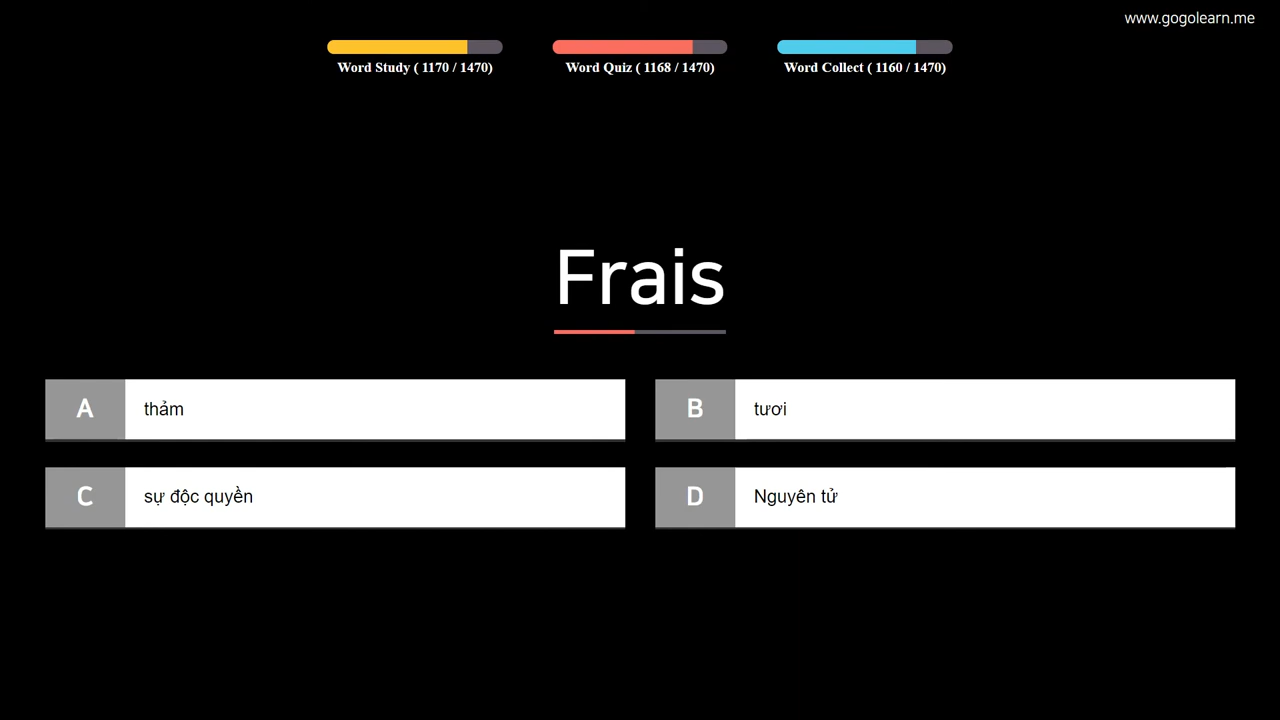 www.gogolearn.me
Word Study ( 1170 / 1470)
Word Quiz ( 1168 / 1470)
Word Collect ( 1160 / 1470)
Frais
A thảm
B tươi
C sự độc quyền
D Nguyên tử